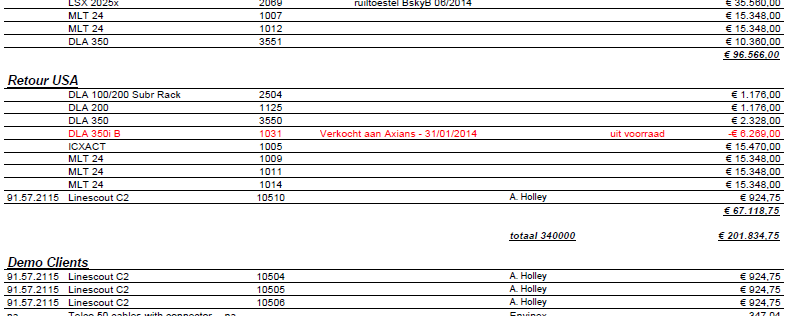 LSX 2025x 2069 ruiltoestel BskyB 06/2014 € 35.560,00
MLT 24 1007 € 15.348,00
MLT 24 1012 € 15.348,00
DLA 350 3551 € 10.360,00
€ 96.566,00
Retour USA
DLA 100/200 Subr Rack 2504 € 1.176,00
DLA 200 1125 € 1.176,00
DLA 350 3550 € 2.328,00
DLA 350i B 1031 Verkocht aan Axians - 31/01/2014 uit voorraad -€ 6.269,00
ICXACT 1005 € 15.470,00
MLT 24 1009 € 15.348,00
MLT 24 1011 € 15.348,00
MLT 24 1014 € 15.348,00
91.57.2115 Linescout C2 10510 A. Holley € 924,75
€ 67.118,75
totaal 340000 € 201.834,75
Demo Clients
91.57.2115 Linescout C2 10504 A. Holley € 924,75
91.57.2115 Linescout C2 10505 A. Holley € 924,75
91.57.2115 Linescout C2 10506 A. Holley € 924,75
na Telco 50 cables with connector na 347,04